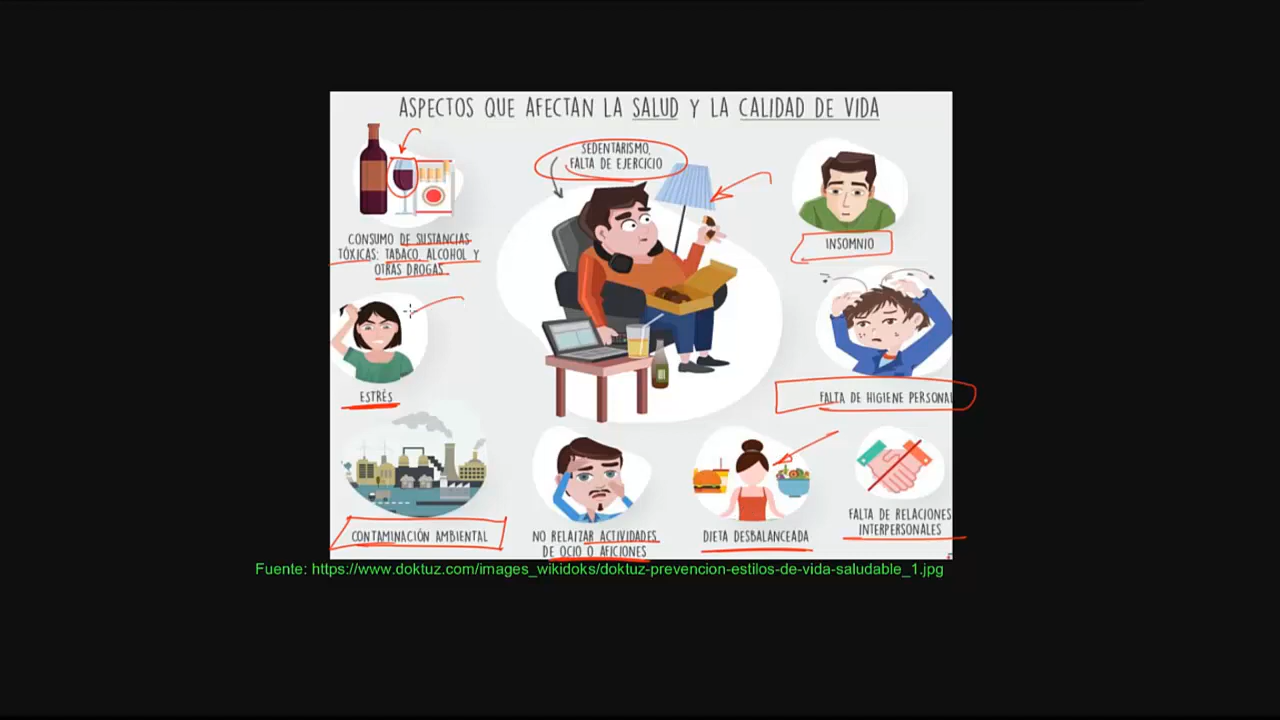 ASPECTOS QUE AFECTAN LA SALUD Y LA CALIDAD DE VIDA
SEDENTARISMO,
FALTA DE EJERCICIO
CONSUMO DE SUSTANCIAS
TÓXICAS: TABACO, ALCOHOL Y
OTRAS DROGAS.
INSOMNIO
ESTRÉS
FALTA DE HIGIENE PERSONAL
CONTAMINACIÓN AMBIENTAL
NO RELAIZAR ACTIVIDADES
DE OCIO O AFICIONES
DIETA DESBALANCEADA
FALTA DE RELACIONES
INTERPERSONALES
Fuente: https://www.doktuz.com/images_wikidoks/doktuz-prevencion-estilos-de-vida-saludable_1.jpg